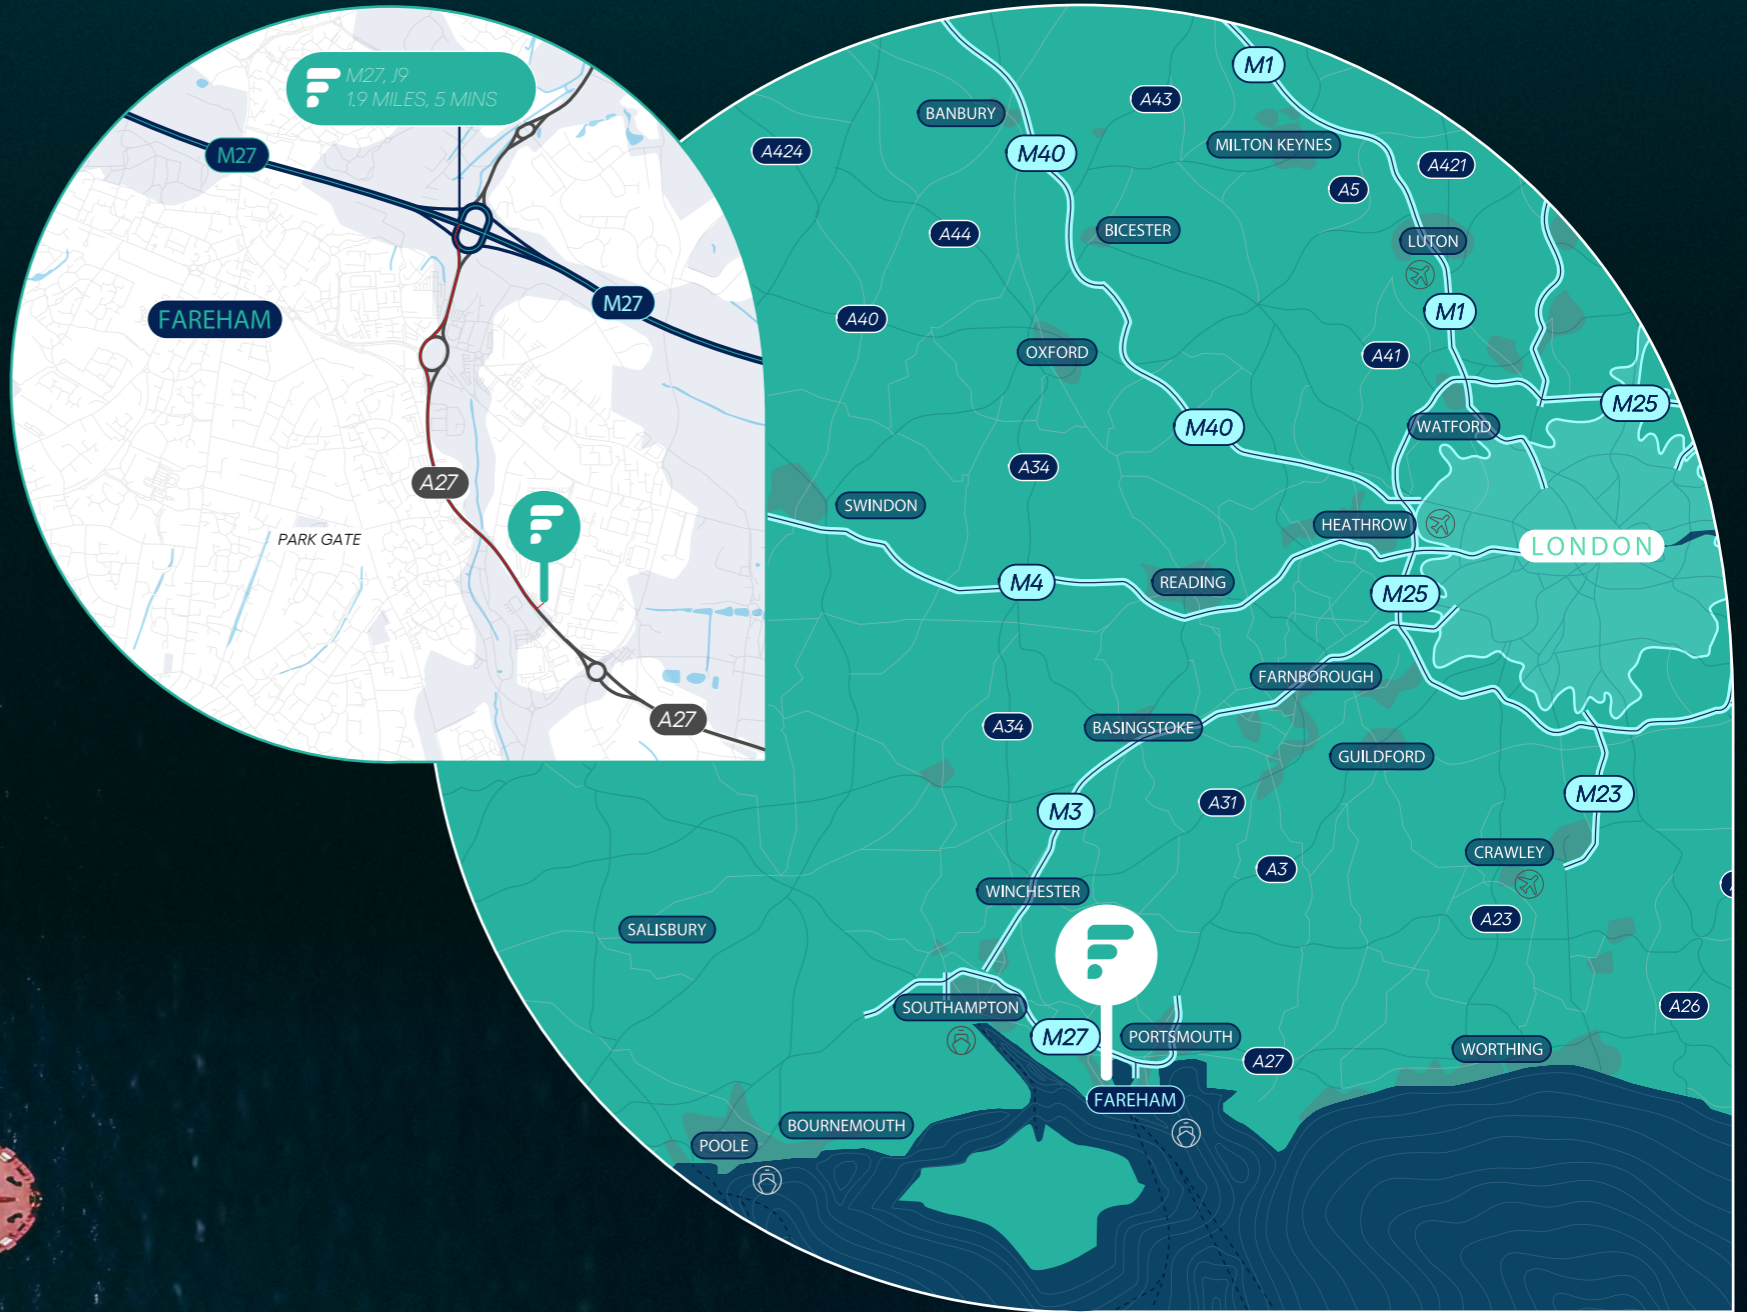 M27, J9
1.9 MILES, 5 MINS
M27
M27
FAREHAM
A27
PARK GATE
A27
M1
A43
BANBURY
MILTON KEYNES
A424
M40
A421
A5
A44
BICESTER
LUTON
A40
M1
OXFORD
A41
M25
M40
WATFORD
A34
SWINDON
HEATHROW
LONDON
M4
READING
M25
FARNBOROUGH
A34
BASINGSTOKE
GUILDFORD
M3
A31
M23
CRAWLEY
A3
WINCHESTER
A23
SALISBURY
SOUTHAMPTON
A26
M27
PORTSMOUTH
WORTHING
A27
FAREHAM
BOURNEMOUTH
POOLE